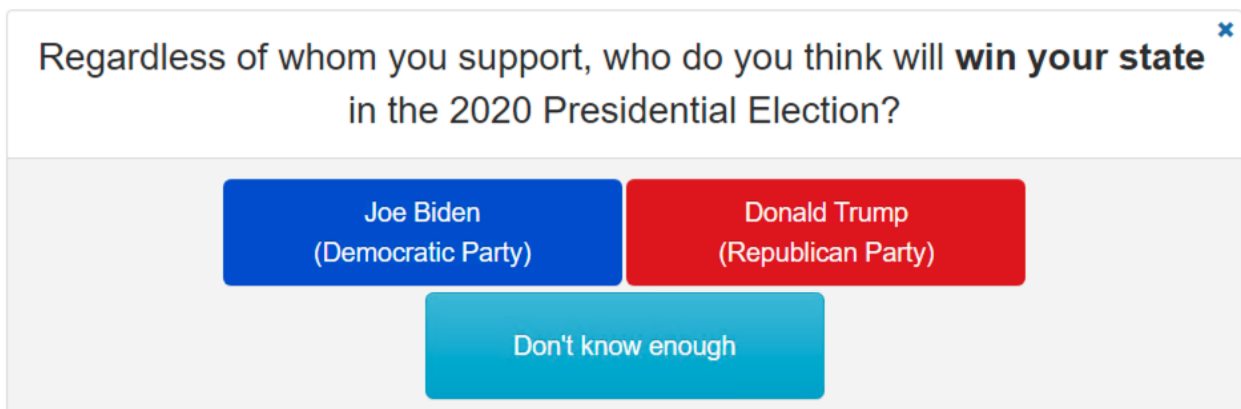 Regardless of whom you support, who do you think will win your state
in the 2020 Presidential Election?
Joe Biden
(Democratic Party)
Donald Trump
(Republican Party)
Don't know enough